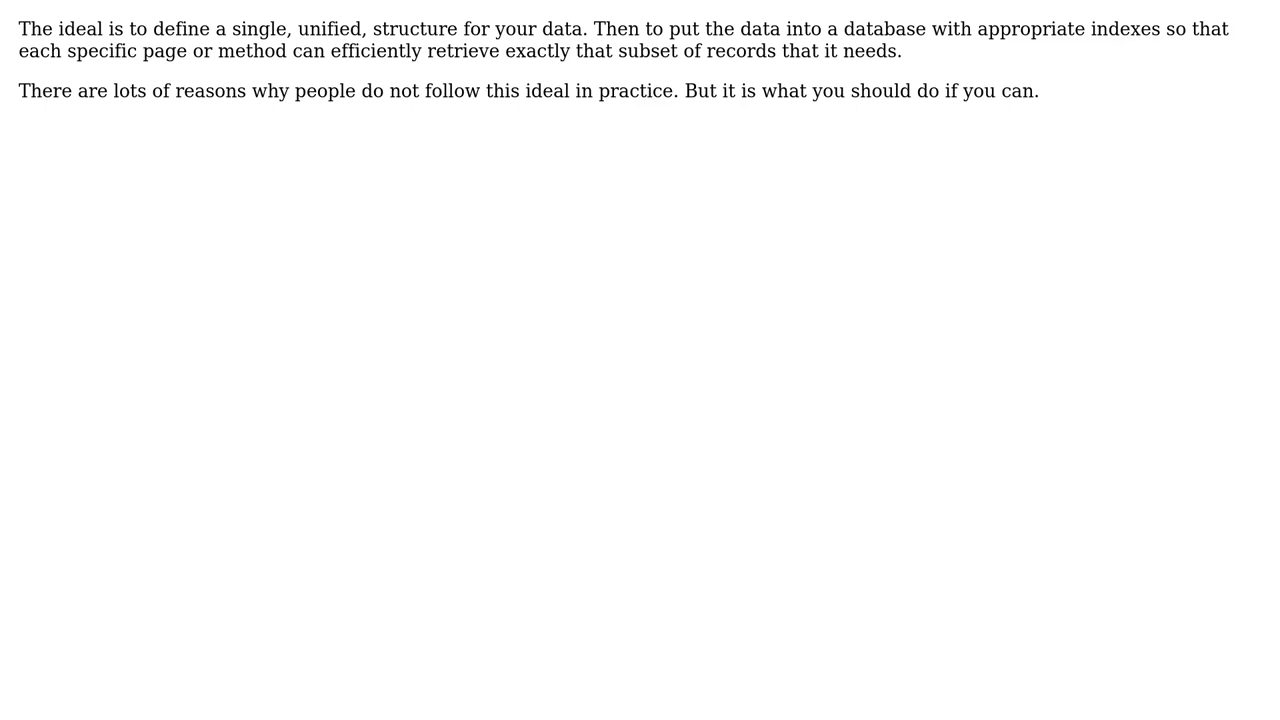 The ideal is to define a single, unified, structure for your data. Then to put the data into a database with appropriate indexes so that
each specific page or method can efficiently retrieve exactly that subset of records that it needs.
There are lots of reasons why people do not follow this ideal in practice. But it is what you should do if you can.